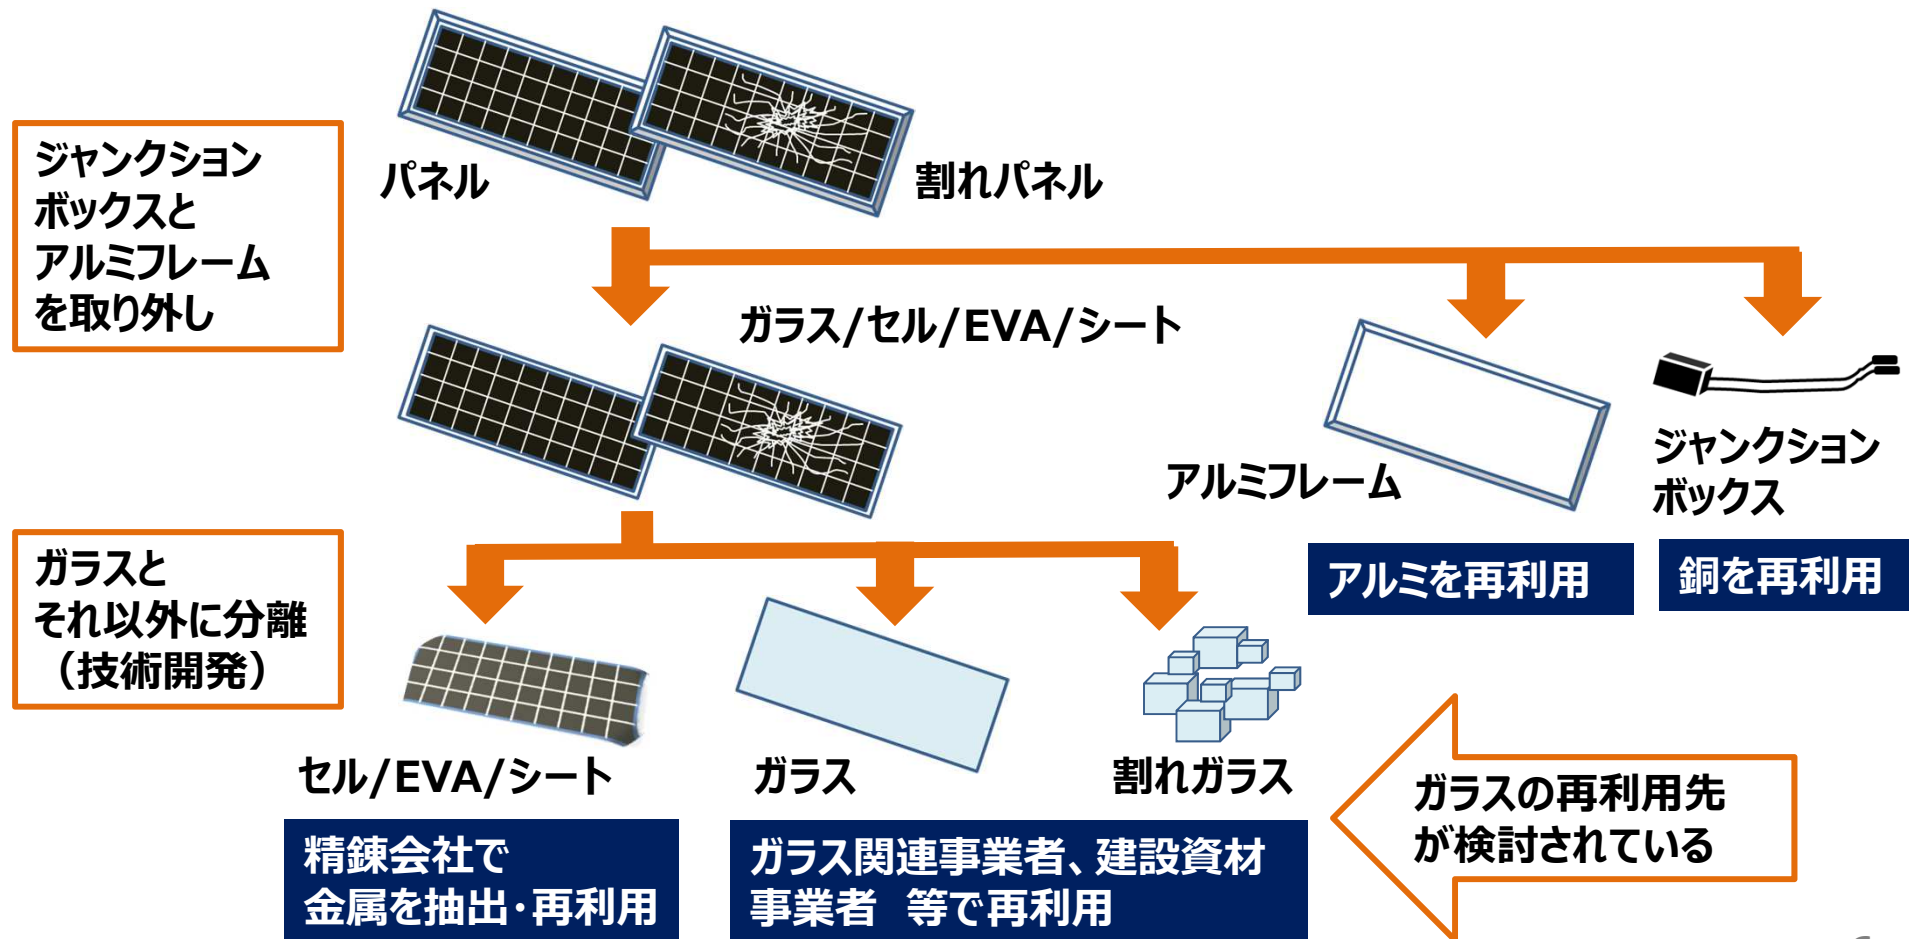 パネル
割れパネル
ジャンクション
ボックスと
アルミフレーム
を取り外し
ガラス/セル/EVA/シート
アルミフレーム
ジャンクション
ボックス
アルミを再利用
銅を再利用
ガラスと
それ以外に分離
（技術開発）
セル/EVA/シート
ガラス
割れガラス
精錬会社で
金属を抽出･再利用
ガラス関連事業者、建設資材
事業者　等で再利用
ガラスの再利用先
が検討されている